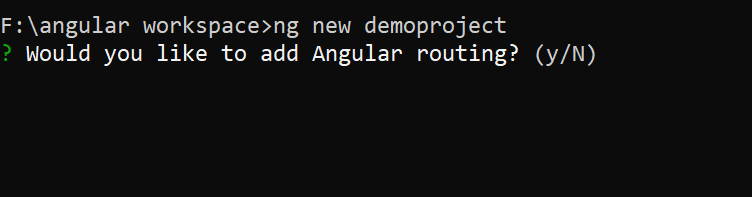 F:\angular workspace>ng new demoproject
? Would you like to add Angular routing? (y/N)